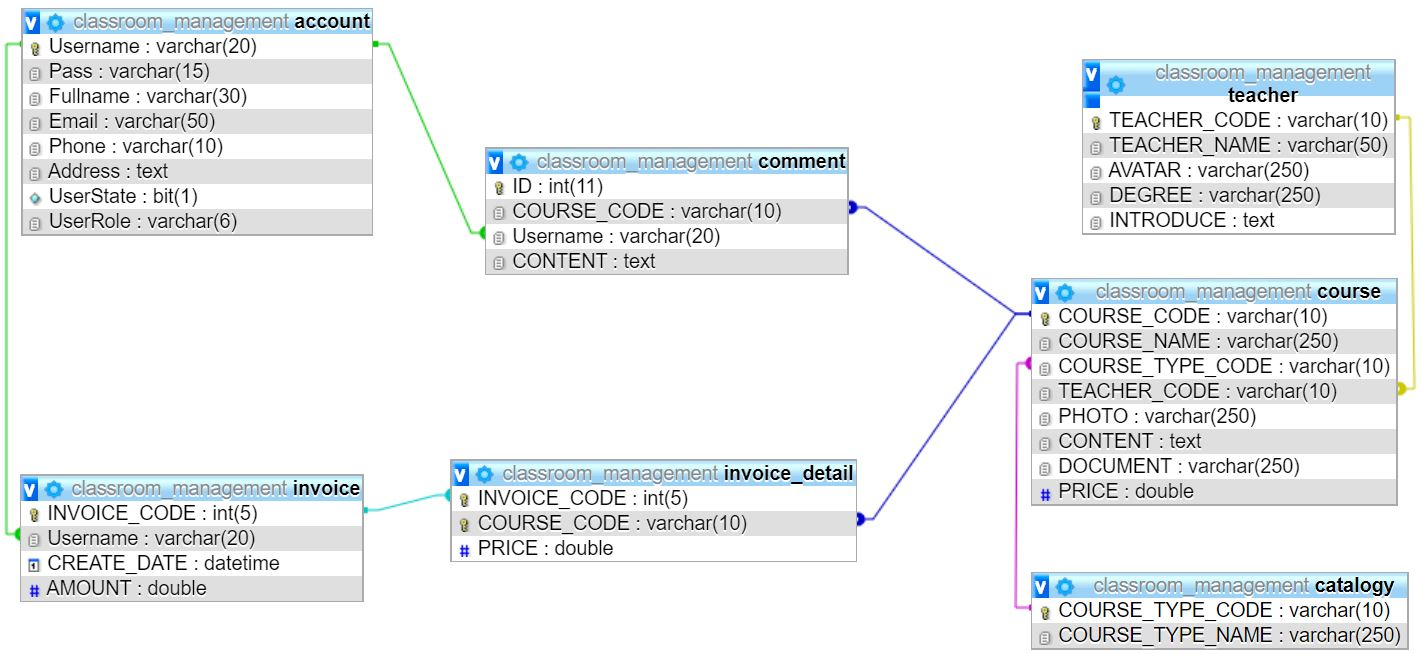 classroom_management account
Username : varchar(20)
Pass : varchar(15)
Fullname : varchar(30)
Email : varchar(50)
Phone : varchar(10)
Address : text
UserState : bit(1)
UserRole : varchar(6)
classroom_management comment
ID : int(11)
COURSE_CODE : varchar(10)
Username : varchar(20)
CONTENT : text
classroom_management
teacher
TEACHER_CODE : varchar(10)
TEACHER_NAME : varchar(50)
AVATAR : varchar(250)
DEGREE : varchar(250)
INTRODUCE : text
classroom_management course
COURSE_CODE : varchar(10)
COURSE_NAME : varchar(250)
COURSE_TYPE_CODE : varchar(10)
TEACHER_CODE : varchar(10)
PHOTO : varchar(250)
CONTENT : text
DOCUMENT : varchar(250)
# PRICE : double
classroom_management invoice
INVOICE_CODE : int(5)
Username : varchar(20)
CREATE_DATE : datetime
# AMOUNT : double
classroom_management invoice_detail
INVOICE_CODE : int(5)
COURSE_CODE : varchar(10)
# PRICE : double
classroom_management catalogy
COURSE_TYPE_CODE : varchar(10)
COURSE_TYPE_NAME : varchar(250)